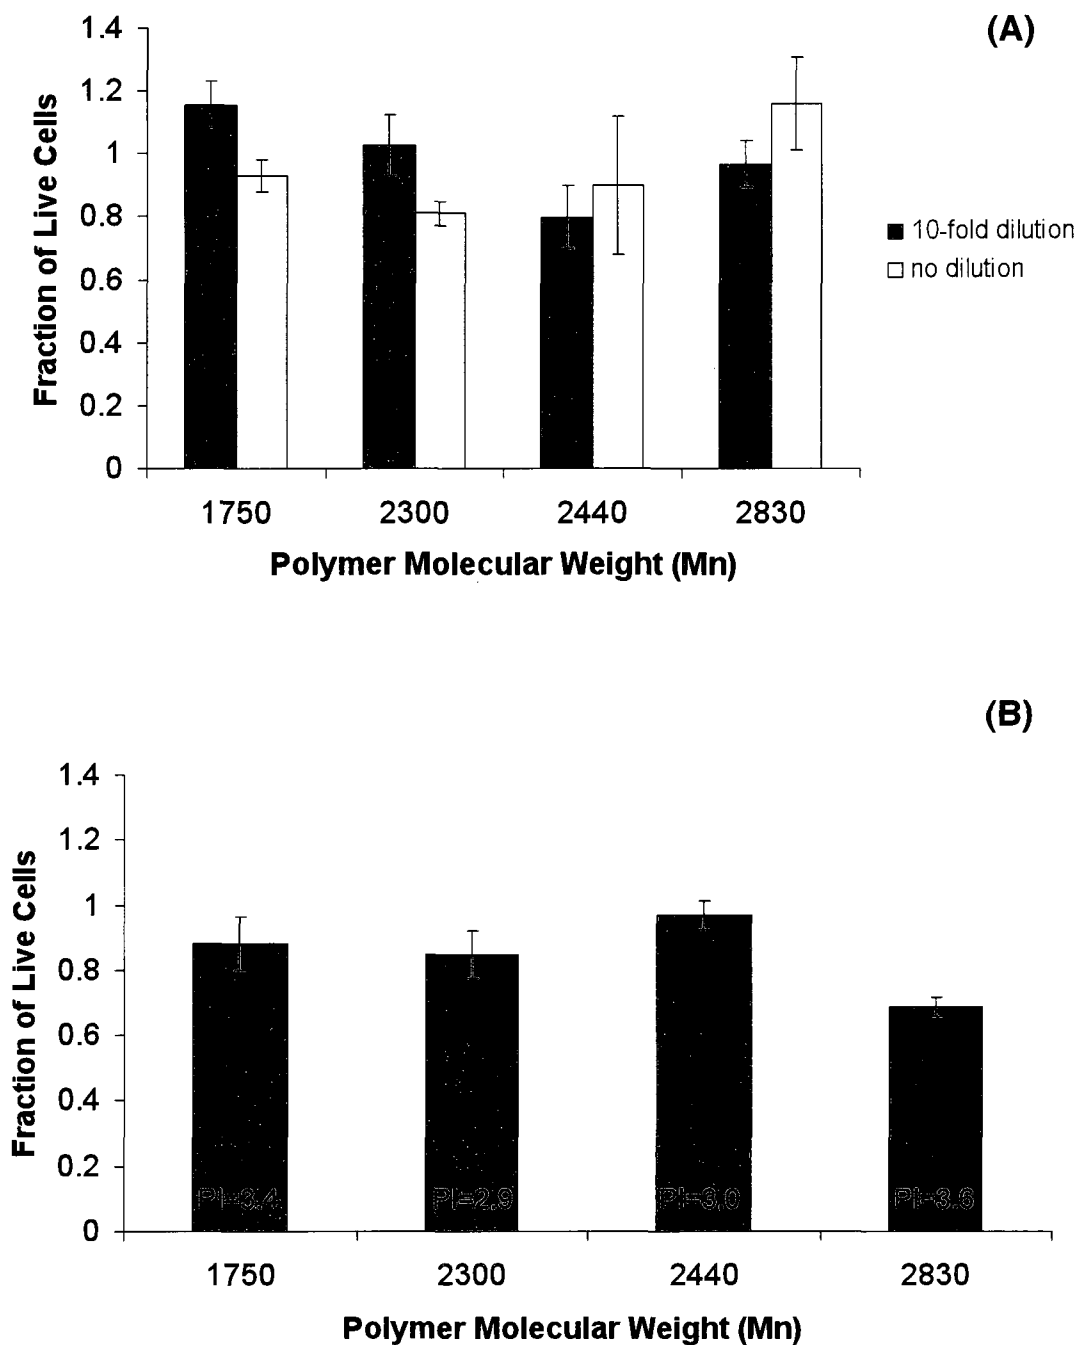 (A)
1.4
1.2
1
0.8
0.6
0.4
0.2
0
Fraction of Live Cells
10-fold dilution
no dilution
1750 2300 2440 2830
Polymer Molecular Weight (Mn)
(B)
1.4
1.2
1
0.8
0.6
0.4
0.2
0
Fraction of Live Cells
PI=3.4 PI=2.9 PI=3.0 PI=3.6
1750 2300 2440 2830
Polymer Molecular Weight (Mn)